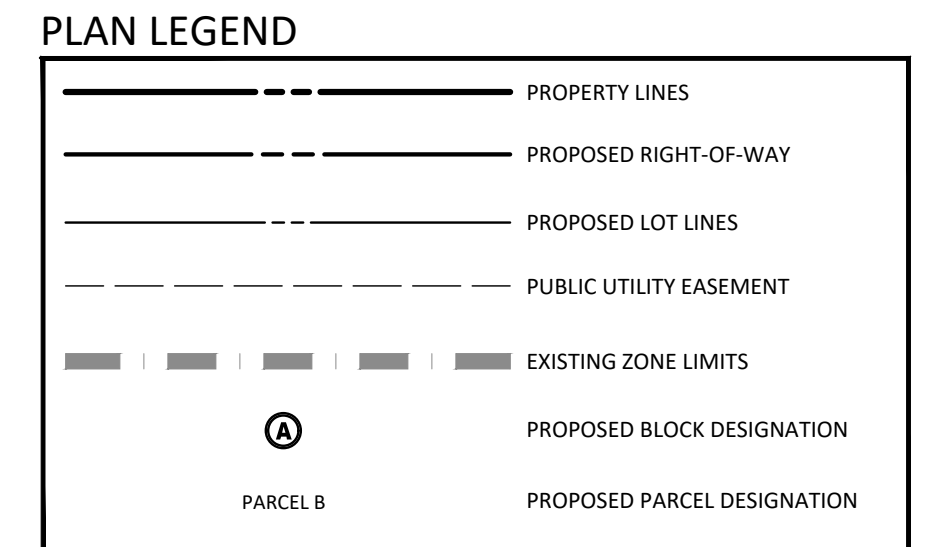 PLAN LEGEND
PROPERTY LINES
PROPOSED RIGHT-OF-WAY
PROPOSED LOT LINES
PUBLIC UTILITY EASEMENT
EXISTING ZONE LIMITS
A PROPOSED BLOCK DESIGNATION
PARCEL B PROPOSED PARCEL DESIGNATION